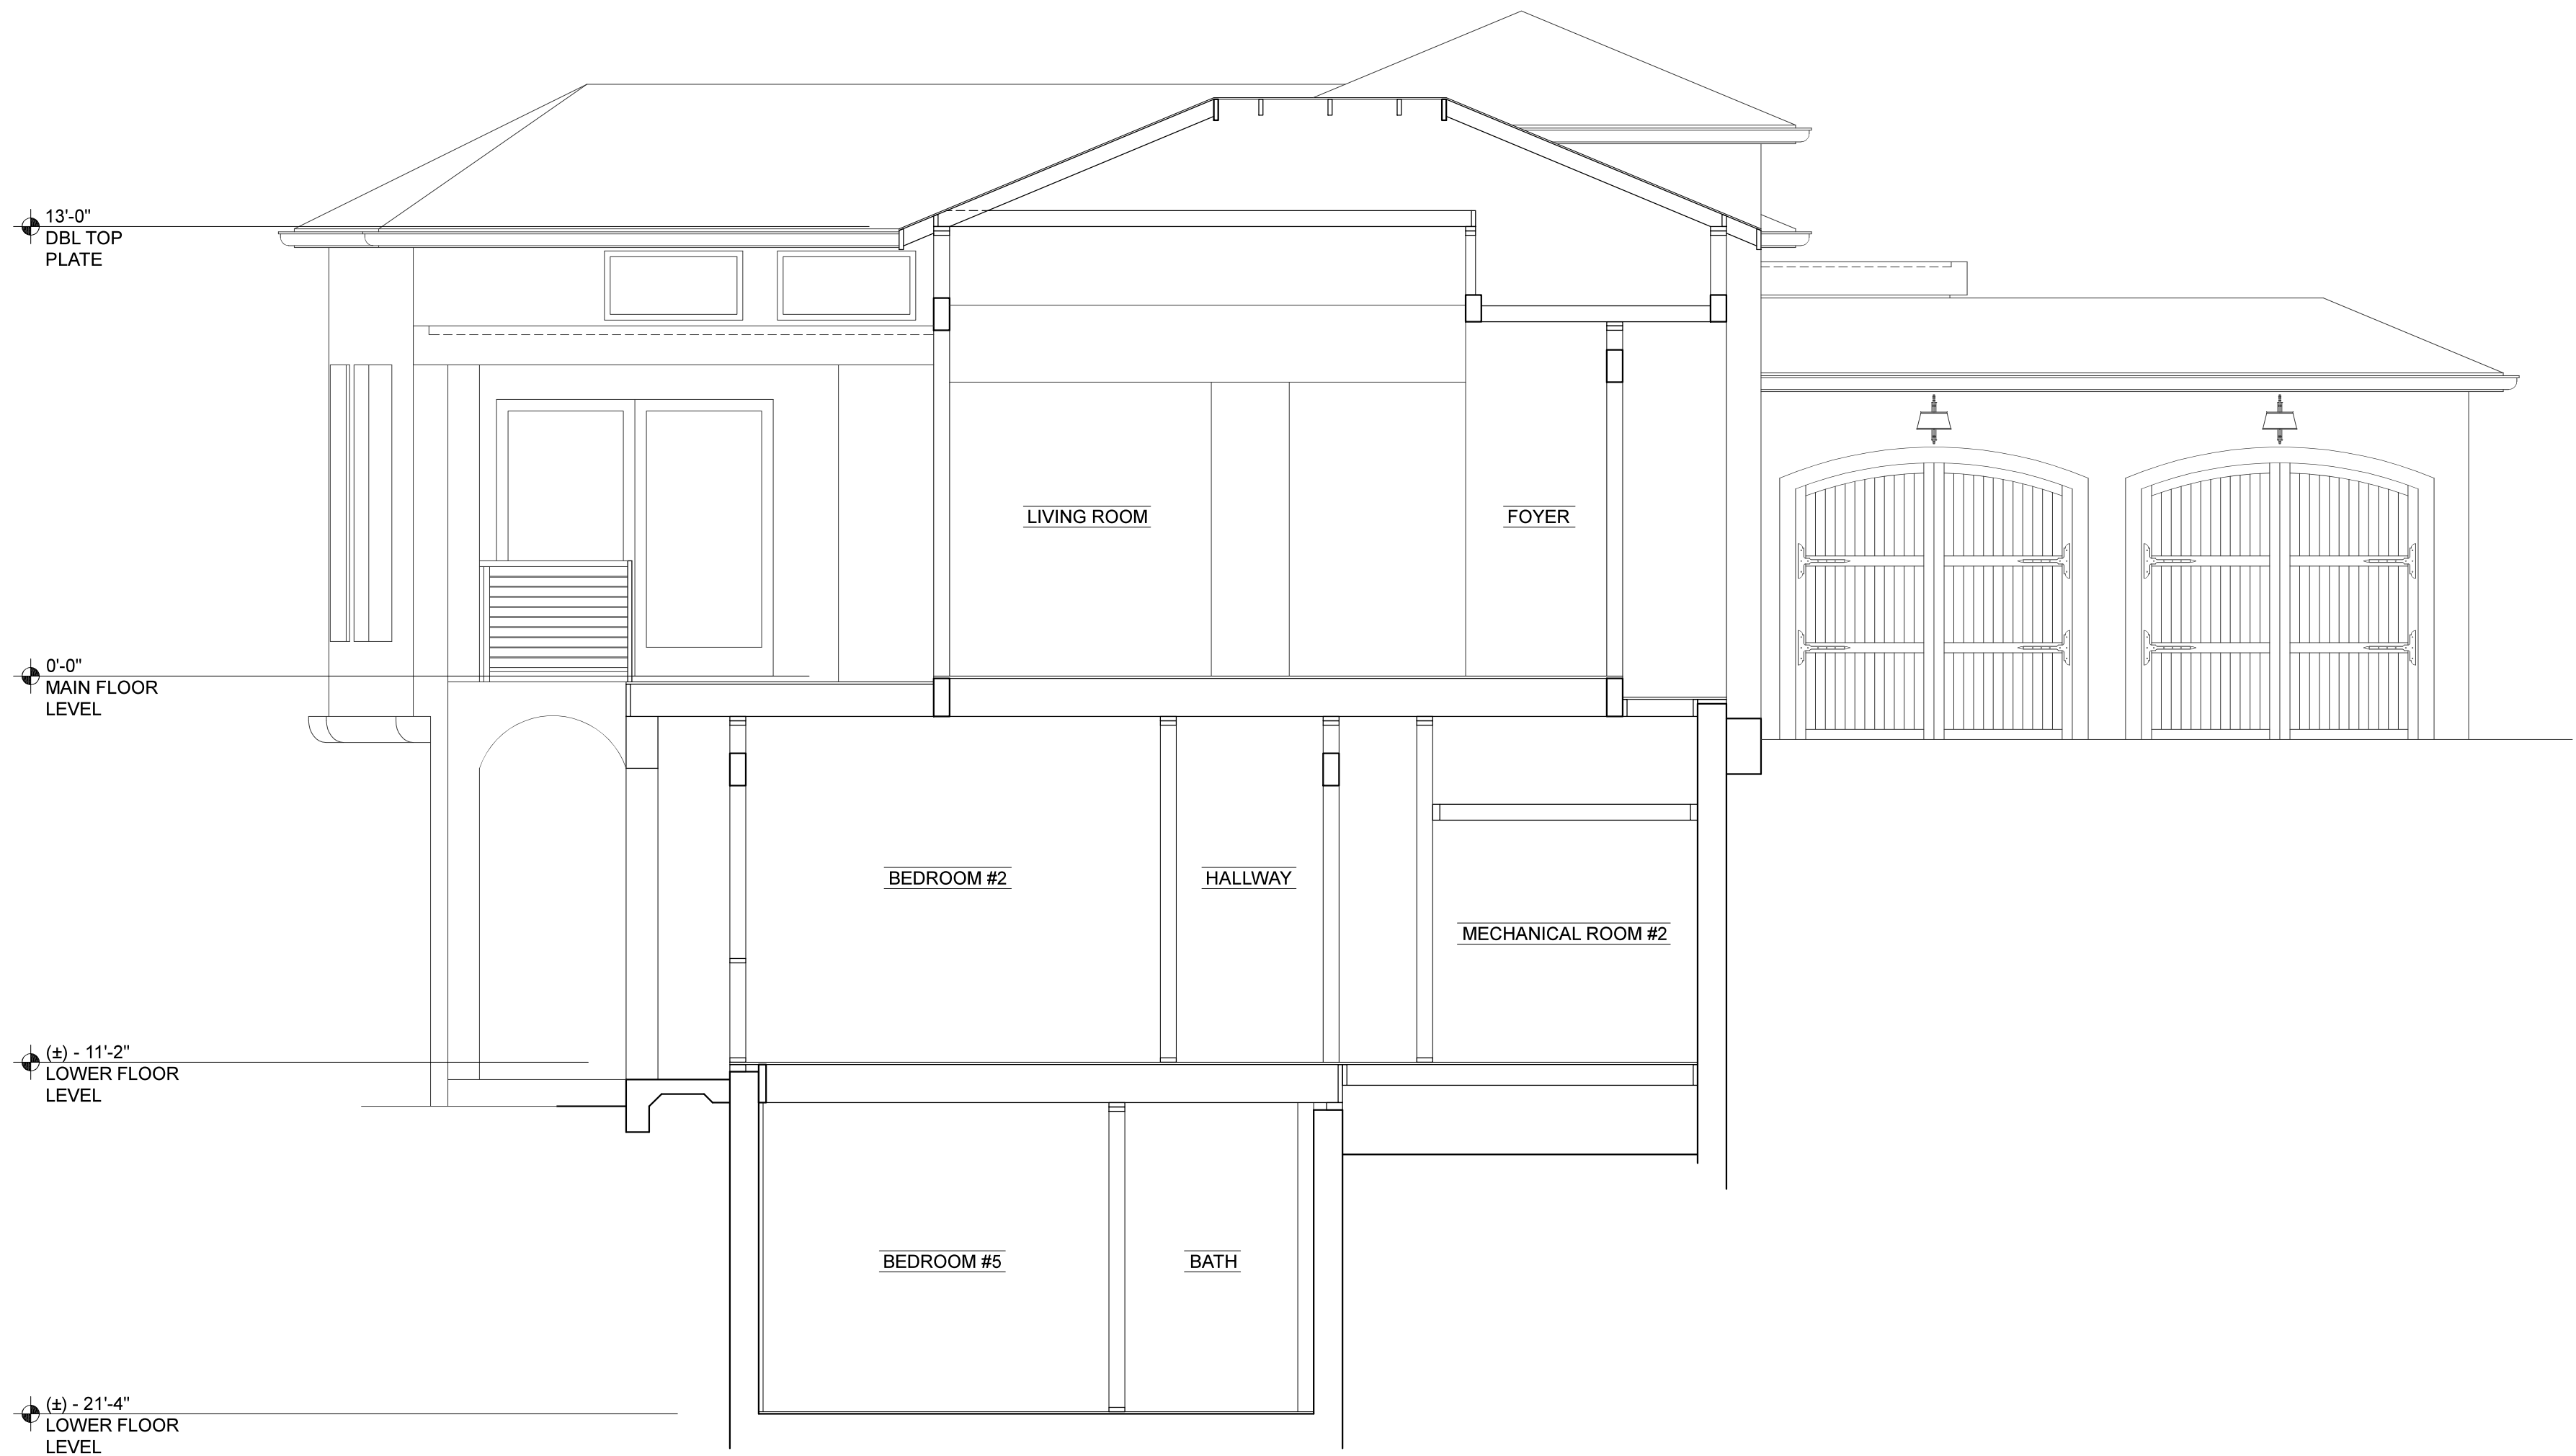 13'-0"
DBL TOP
PLATE
LIVING ROOM
FOYER
0'-0"
MAIN FLOOR
LEVEL
BEDROOM #2
HALLWAY
MECHANICAL ROOM #2
(±) - 11'-2"
LOWER FLOOR
LEVEL
BEDROOM #5
BATH
(±) - 21'-4"
LOWER FLOOR
LEVEL